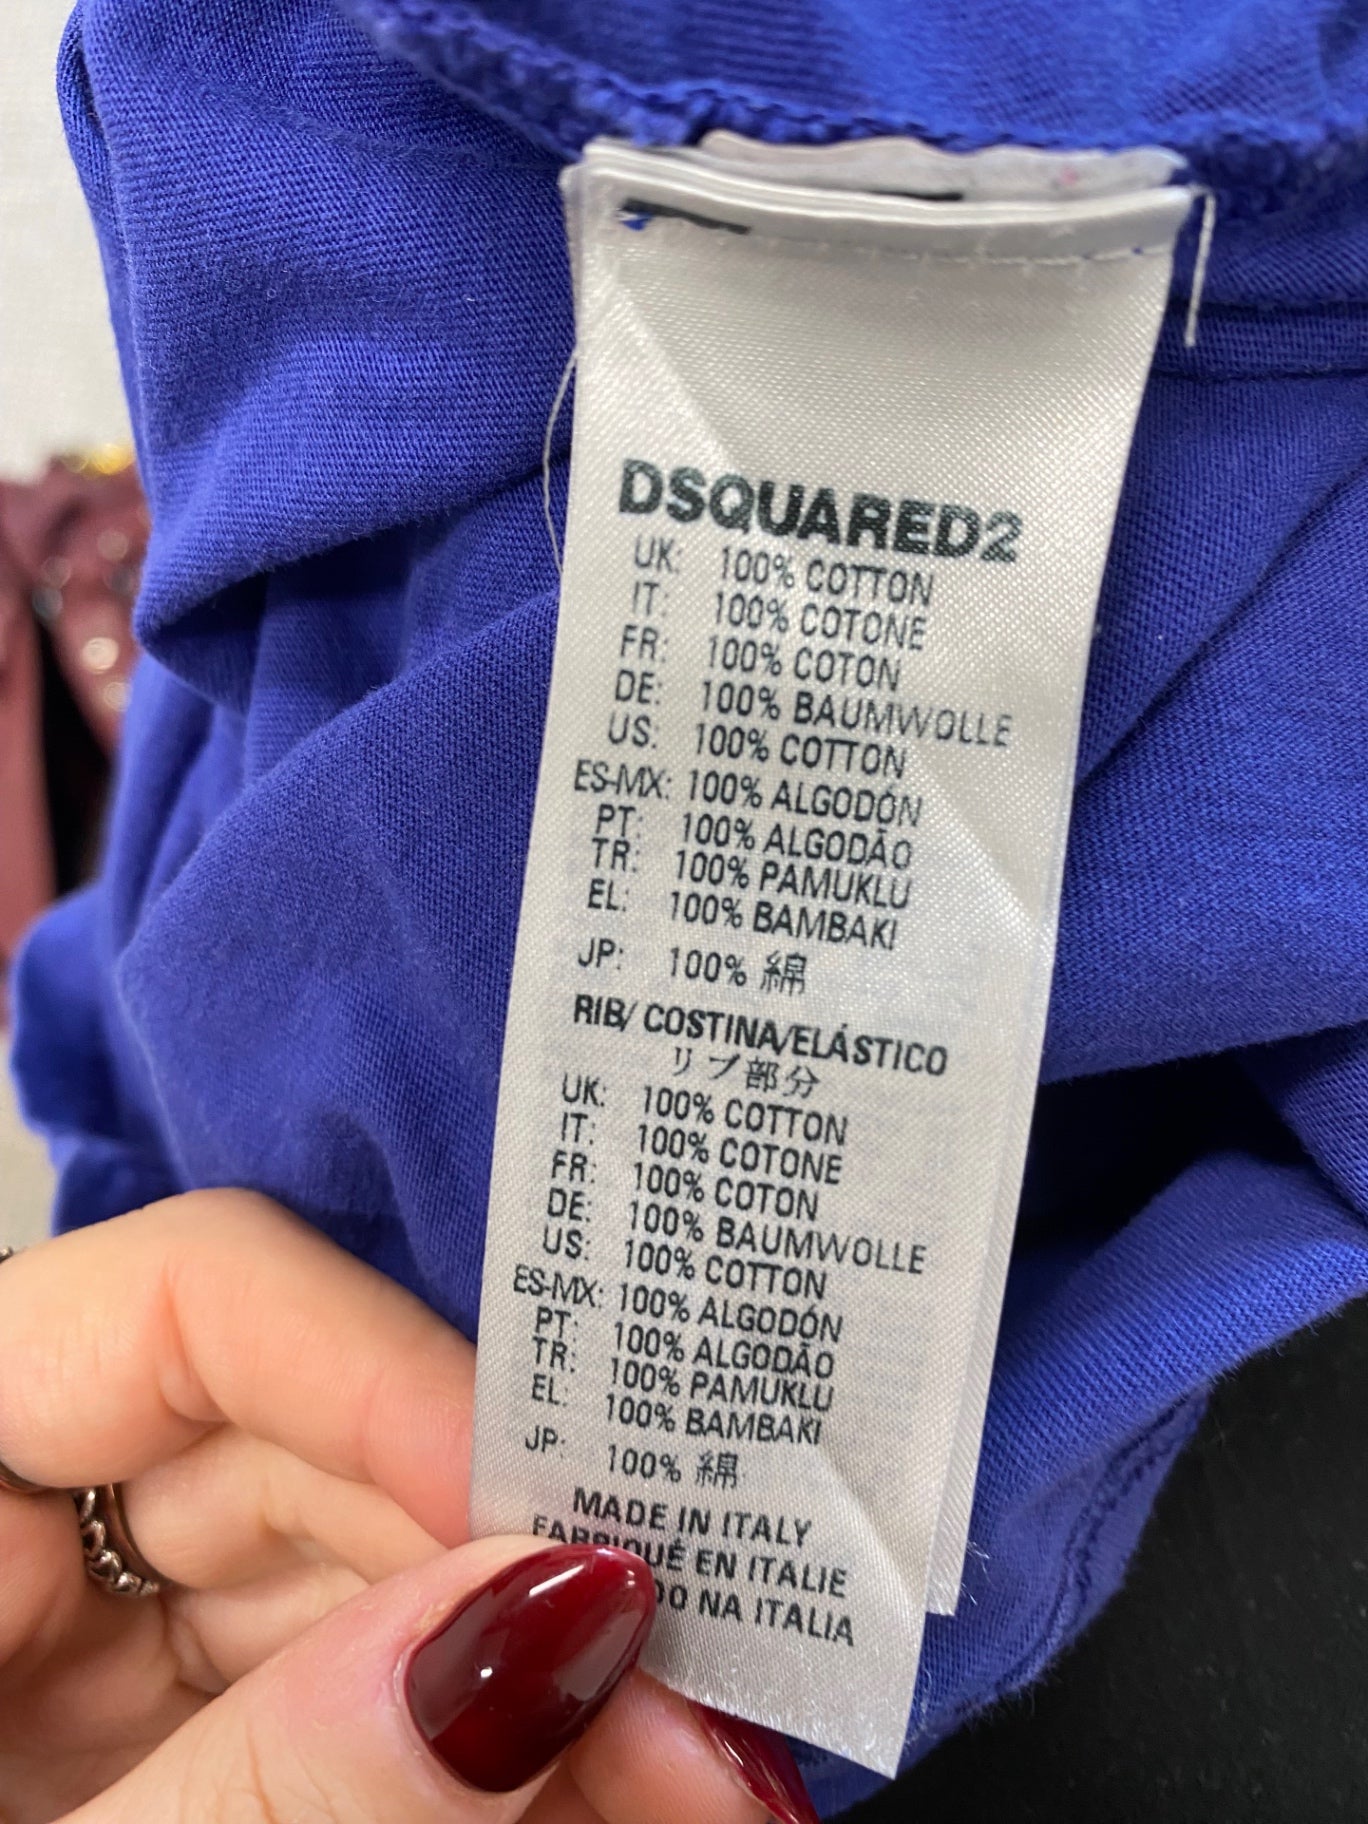 DSQUARED2
UK: 100% COTTON
IT: 100% COTONE
FR: 100% COTON
DE: 100% BAUMWOLLE
US: 100% COTTON
ES-MX: 100% ALGODÓN
PT: 100% ALGODÃO
TR: 100% PAMUKLU
EL: 100% BAMBAKI
JP: 100% 綿
RIB/ COSTINA/ELÁSTICO
リブ部分
UK: 100% COTTON
IT: 100% COTONE
FR: 100% COTON
DE: 100% BAUMWOLLE
US: 100% COTTON
ES-MX: 100% ALGODÓN
PT: 100% ALGODÃO
TR: 100% PAMUKLU
EL: 100% BAMBAKI
JP: 100% 綿
MADE IN ITALY
FABRIQUÉ EN ITALIE
NA ITALIA